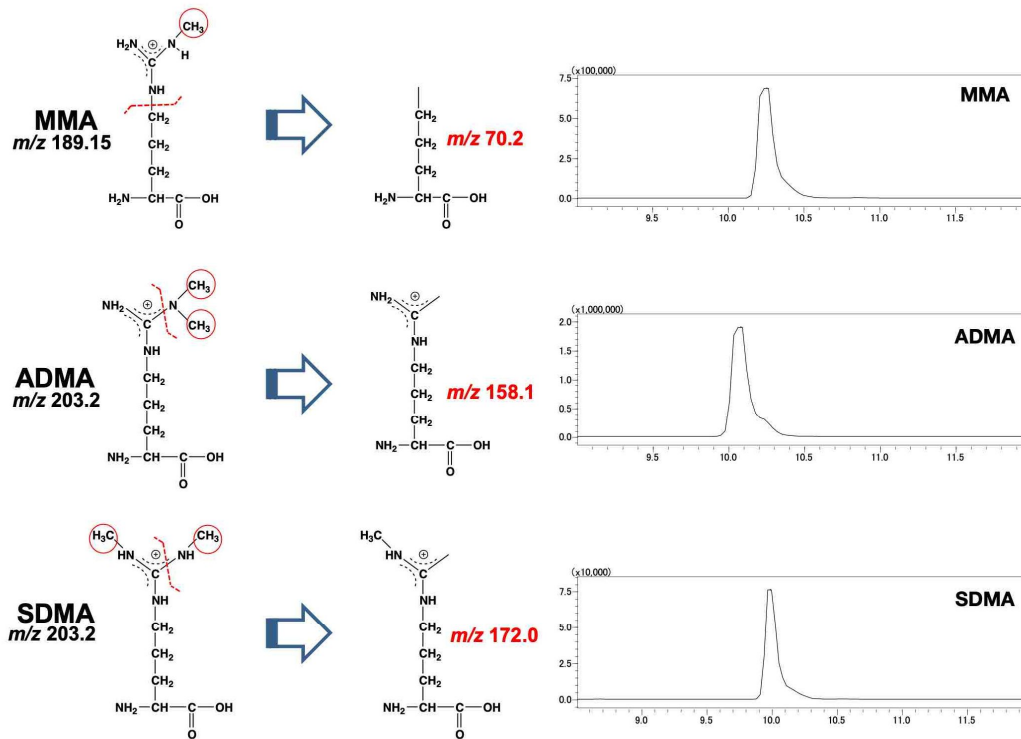 CH₃
H₂N
⊕
N
H
C
NH
MMA
m/z 189.15
CH₂
CH₂
CH₂
H₂N—CH—C—OH
O
CH₂
CH₂
CH₂
H₂N—CH—C—OH
O
m/z 70.2
(x100,000)
7.5
5.0
2.5
0.0
9.5 10.0 10.5 11.0 11.5
MMA
CH₃
NH₂
⊕
N
C
CH₃
NH
ADMA
m/z 203.2
CH₂
CH₂
CH₂
NH₂—CH—C—OH
O
NH₂
⊕
C
NH
CH₂
CH₂
CH₂
NH₂—CH—C—OH
O
m/z 158.1
(x1,000,000)
2.0
1.5
1.0
0.5
0.0
9.5 10.0 10.5 11.0 11.5
ADMA
H₃C
CH₃
HN
⊕
NH
C
NH
SDMA
m/z 203.2
CH₂
CH₂
CH₂
NH₂—CH—C—OH
O
H₃C
HN
⊕
C
NH
CH₂
CH₂
CH₂
NH₂—CH—C—OH
O
m/z 172.0
(x10,000)
7.5
5.0
2.5
0.0
9.0 9.5 10.0 10.5 11.0 11.5
SDMA